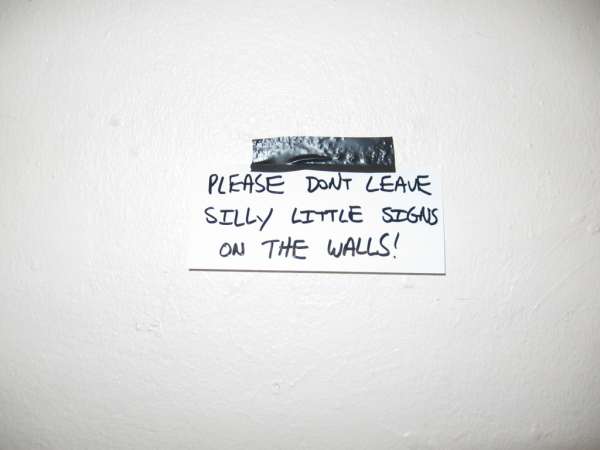 PLEASE DONT LEAVE
SILLY LITTLE SIGNS
ON THE WALLS!